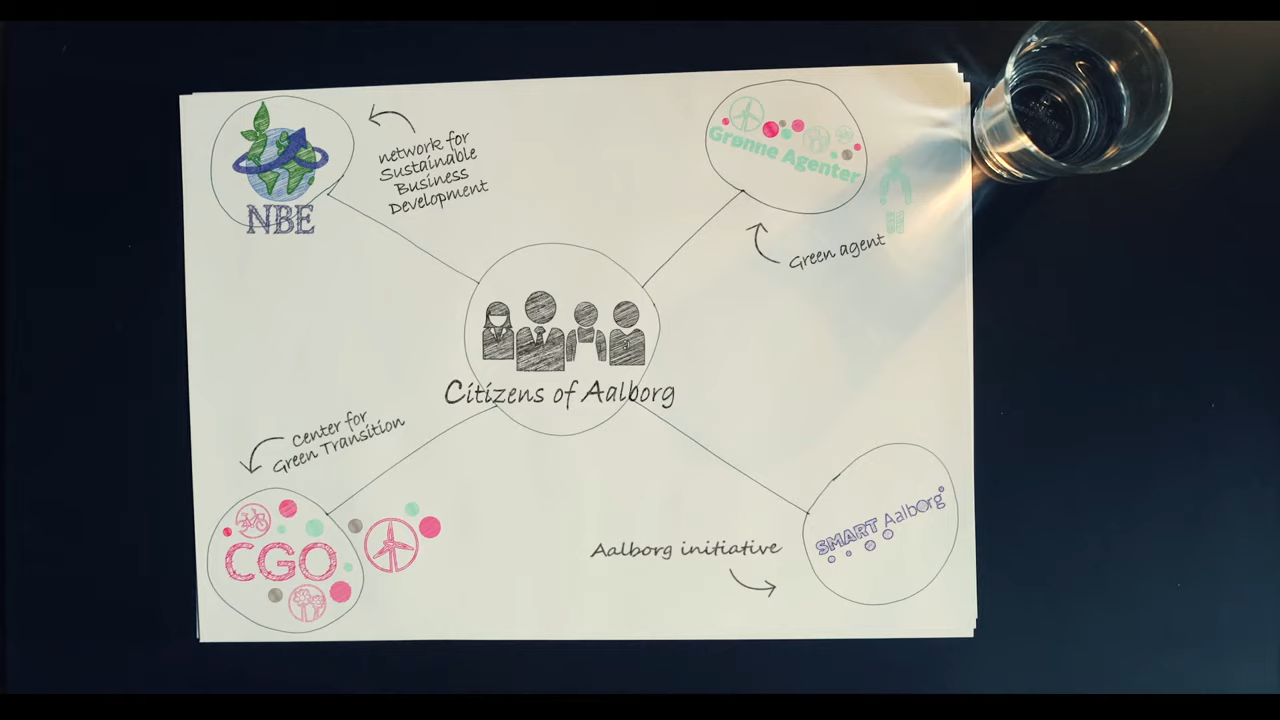 NBE
network for
Sustainable
Business
Development
Grønne Agenter
Green agent
Citizens of Aalborg
center for
Green Transition
CGO
Aalborg initiative
SMART Aalborg